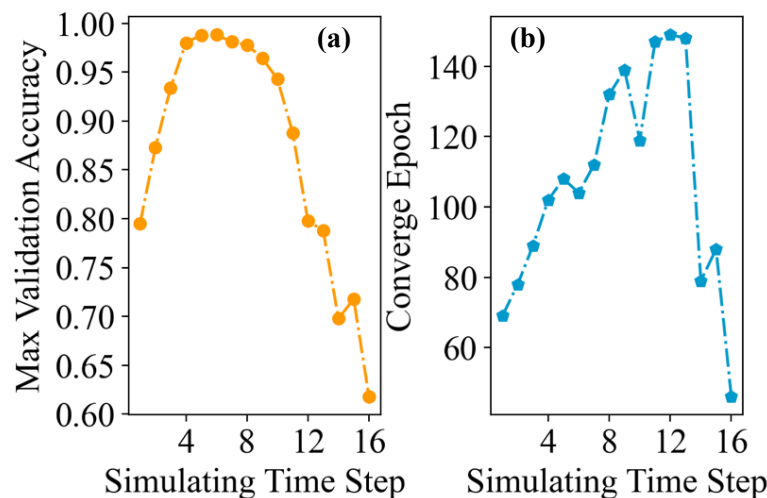 (a)
Max Validation Accuracy
1.00
0.95
0.90
0.85
0.80
0.75
0.70
0.65
0.60
4 8 12 16
Simulating Time Step
(b)
Converge Epoch
140
120
100
80
60
4 8 12 16
Simulating Time Step